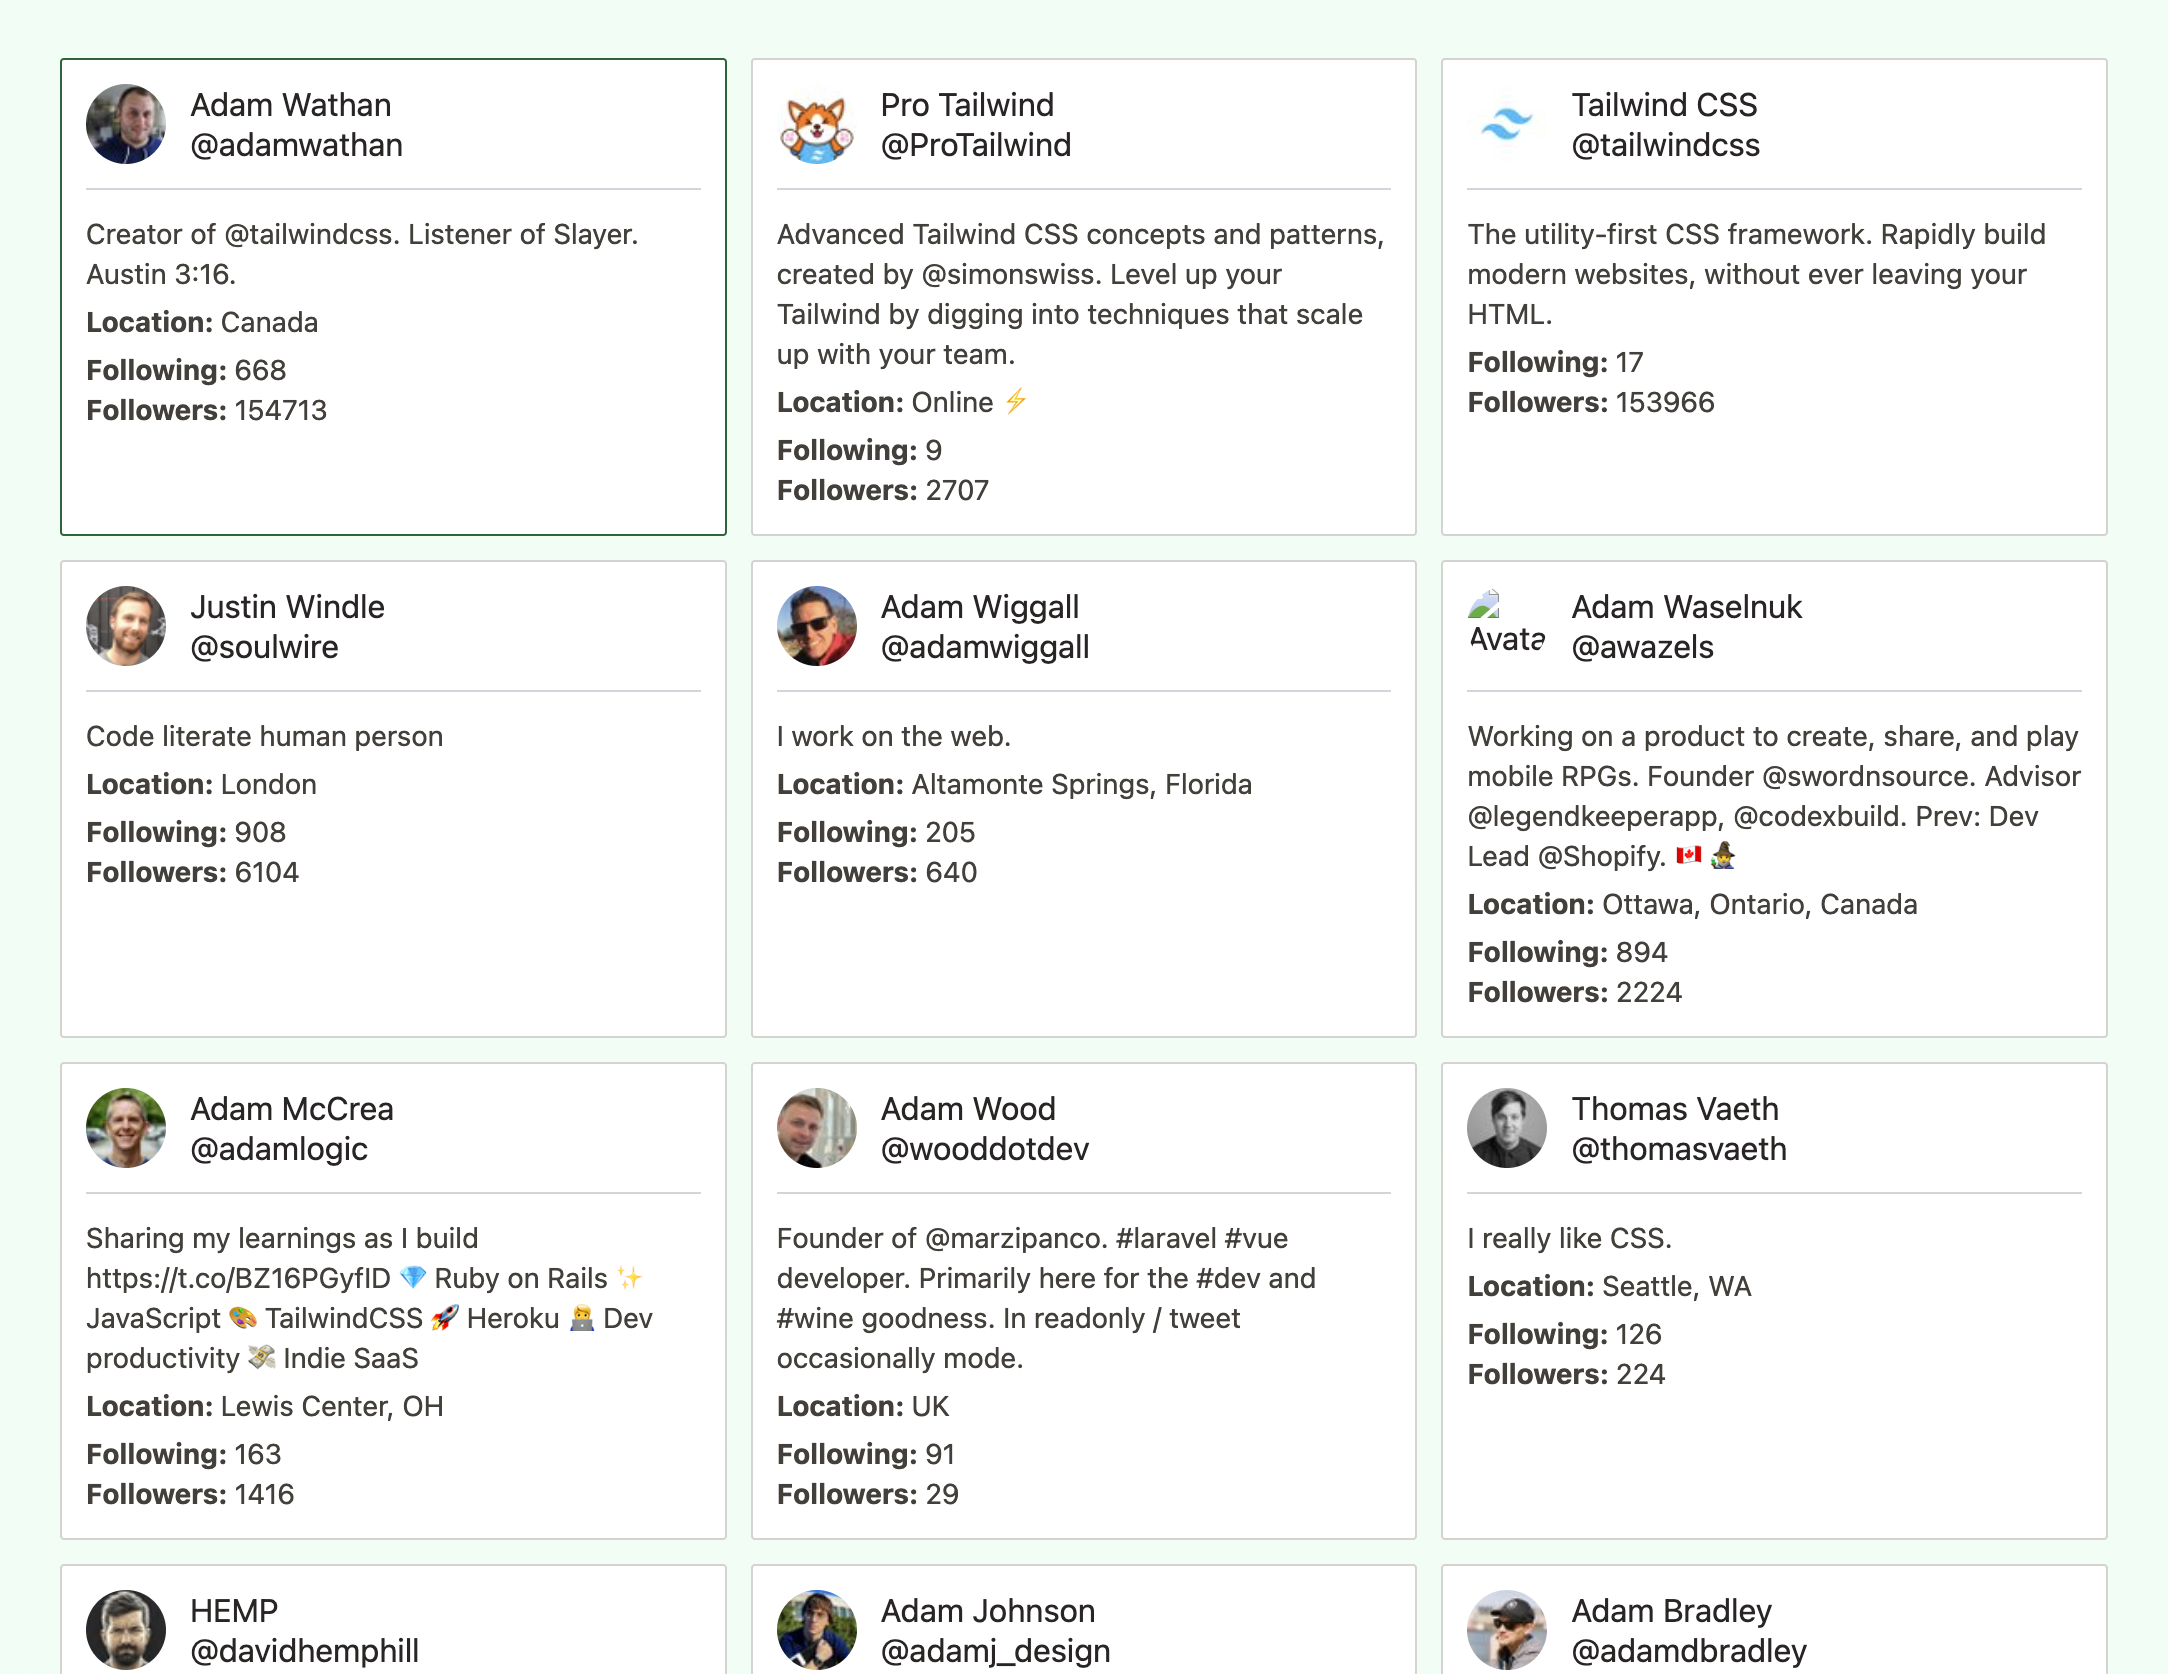 Adam Wathan
@adamwathan
Creator of @tailwindcss. Listener of Slayer.
Austin 3:16.
Location: Canada
Following: 668
Followers: 154713
Pro Tailwind
@ProTailwind
Advanced Tailwind CSS concepts and patterns,
created by @simonswiss. Level up your
Tailwind by digging into techniques that scale
up with your team.
Location: Online ⚡
Following: 9
Followers: 2707
Tailwind CSS
@tailwindcss
The utility-first CSS framework. Rapidly build
modern websites, without ever leaving your
HTML.
Following: 17
Followers: 153966
Justin Windle
@soulwire
Code literate human person
Location: London
Following: 908
Followers: 6104
Adam Wiggall
@adamwiggall
I work on the web.
Location: Altamonte Springs, Florida
Following: 205
Followers: 640
Avata
Adam Waselnuk
@awazels
Working on a product to create, share, and play
mobile RPGs. Founder @swordnsource. Advisor
@legendkeeperapp, @codexbuild. Prev: Dev
Lead @Shopify. 🇨🇦 🧙‍♂️
Location: Ottawa, Ontario, Canada
Following: 894
Followers: 2224
Adam McCrea
@adamlogic
Sharing my learnings as I build
https://t.co/BZ16PGyfID 💎 Ruby on Rails ✨
JavaScript 🎨 TailwindCSS 🚀 Heroku 👨‍💻 Dev
productivity 💸 Indie SaaS
Location: Lewis Center, OH
Following: 163
Followers: 1416
Adam Wood
@wooddotdev
Founder of @marzipanco. #laravel #vue
developer. Primarily here for the #dev and
#wine goodness. In readonly / tweet
occasionally mode.
Location: UK
Following: 91
Followers: 29
Thomas Vaeth
@thomasvaeth
I really like CSS.
Location: Seattle, WA
Following: 126
Followers: 224
HEMP
@davidhemphill
Adam Johnson
@adamj_design
Adam Bradley
@adamdbradley